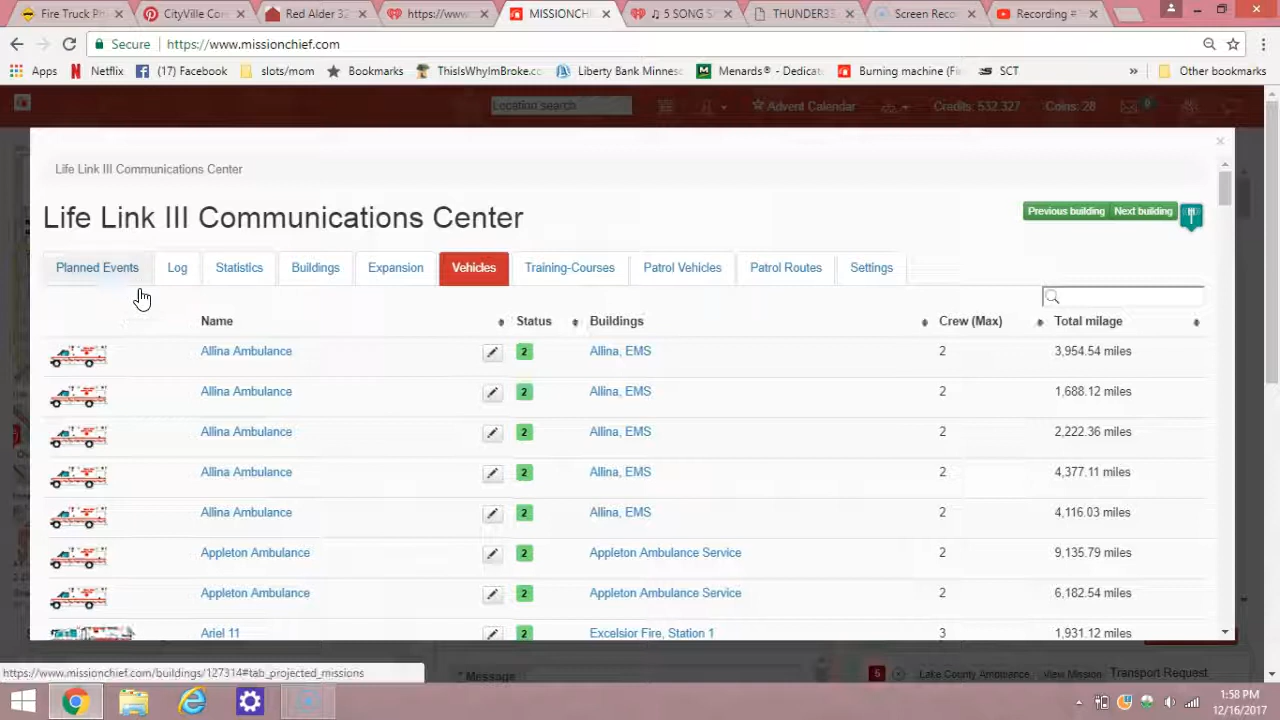 Fire Truck Phot
CityVille Com
Red Alder 32
https://www
MISSIONCH
♫ 5 SONG S
THUNDER33
Screen Reco
Recording #
Secure https://www.missionchief.com
Apps Netflix (17) Facebook slots/mom Bookmarks ThisIsWhyImBroke.co Liberty Bank Minnes Menards® - Dedicat Burning machine (Fi SCT » Other bookmarks
Location search Advent Calendar Credits: 532.327 Coins: 28 0
Life Link III Communications Center
Life Link III Communications Center
Previous building Next building
Planned Events Log Statistics Buildings Expansion Vehicles Training-Courses Patrol Vehicles Patrol Routes Settings
Name Status Buildings Crew (Max) Total milage
Allina Ambulance 2 Allina, EMS 2 3,954.54 miles
Allina Ambulance 2 Allina, EMS 2 1,688.12 miles
Allina Ambulance 2 Allina, EMS 2 2,222.36 miles
Allina Ambulance 2 Allina, EMS 2 4,377.11 miles
Allina Ambulance 2 Allina, EMS 2 4,116.03 miles
Appleton Ambulance 2 Appleton Ambulance Service 2 9,135.79 miles
Appleton Ambulance 2 Appleton Ambulance Service 2 6,182.54 miles
Ariel 11 2 Excelsior Fire, Station 1 3 1,931.12 miles
https://www.missionchief.com/buildings/127314#tab_projected_missions
* Message 6 Lake County Ambulance, View Mission Transport Request
1:58 PM
12/16/2017